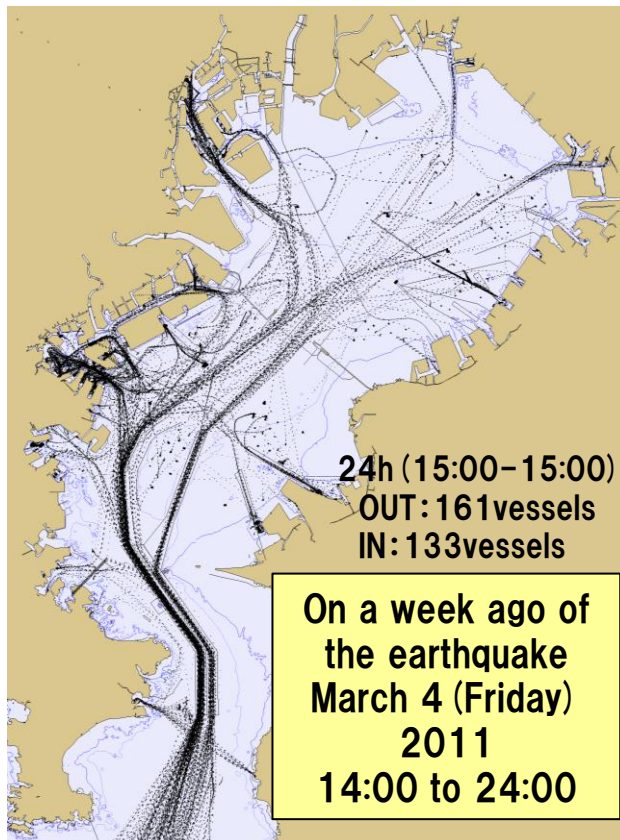 24h (15:00-15:00)
OUT:161vessels
IN:133vessels
On a week ago of
the earthquake
March 4 (Friday)
2011
14:00 to 24:00